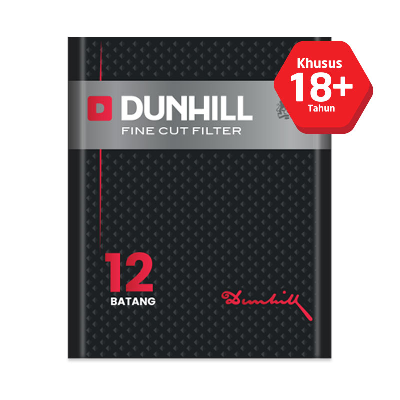 Khusus
18+
Tahun
D DUNHILL
FINE CUT FILTER
12
BATANG
Dunhill